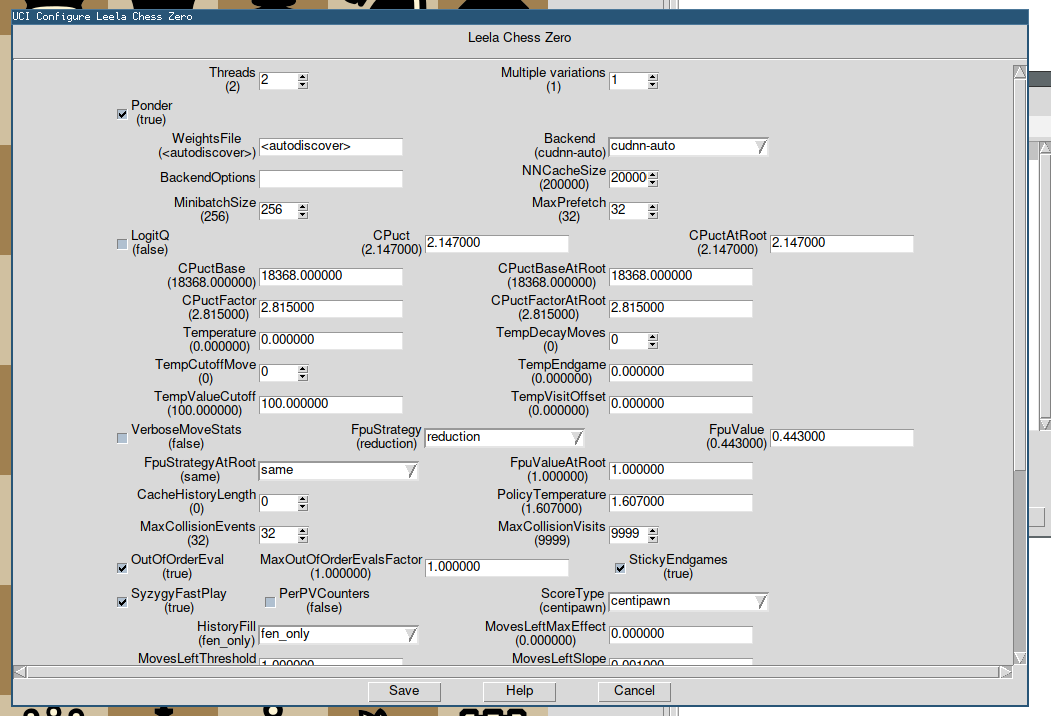 UCI Configure Leela Chess Zero
Leela Chess Zero
Threads 2 Multiple variations 1
(2) (1)
Ponder
(true)
WeightsFile <autodiscover> Backend cudnn-auto
(<autodiscover>) (cudnn-auto)
BackendOptions NNCacheSize 20000
(200000)
MinibatchSize 256 MaxPrefetch 32
(256) (32)
LogitQ CPuct 2.147000 CPuctAtRoot 2.147000
(false) (2.147000) (2.147000)
CPuctBase 18368.000000 CPuctBaseAtRoot 18368.000000
(18368.000000) (18368.000000)
CPuctFactor 2.815000 CPuctFactorAtRoot 2.815000
(2.815000) (2.815000)
Temperature 0.000000 TempDecayMoves 0
(0.000000) (0)
TempCutoffMove 0 TempEndgame 0.000000
(0) (0.000000)
TempValueCutoff 100.000000 TempVisitOffset 0.000000
(100.000000) (0.000000)
VerboseMoveStats FpuStrategy reduction FpuValue 0.443000
(false) (reduction) (0.443000)
FpuStrategyAtRoot same FpuValueAtRoot 1.000000
(same) (1.000000)
CacheHistoryLength 0 PolicyTemperature 1.607000
(0) (1.607000)
MaxCollisionEvents 32 MaxCollisionVisits 9999
(32) (9999)
OutOfOrderEval MaxOutOfOrderEvalsFactor 1.000000 StickyEndgames
(true) (1.000000) (true)
SyzygyFastPlay PerPVCounters ScoreType centipawn
(true) (false) (centipawn)
HistoryFill fen_only MovesLeftMaxEffect 0.000000
(fen_only) (0.000000)
MovesLeftThreshold 1.000000 MovesLeftSlope 0.001000
Save Help Cancel